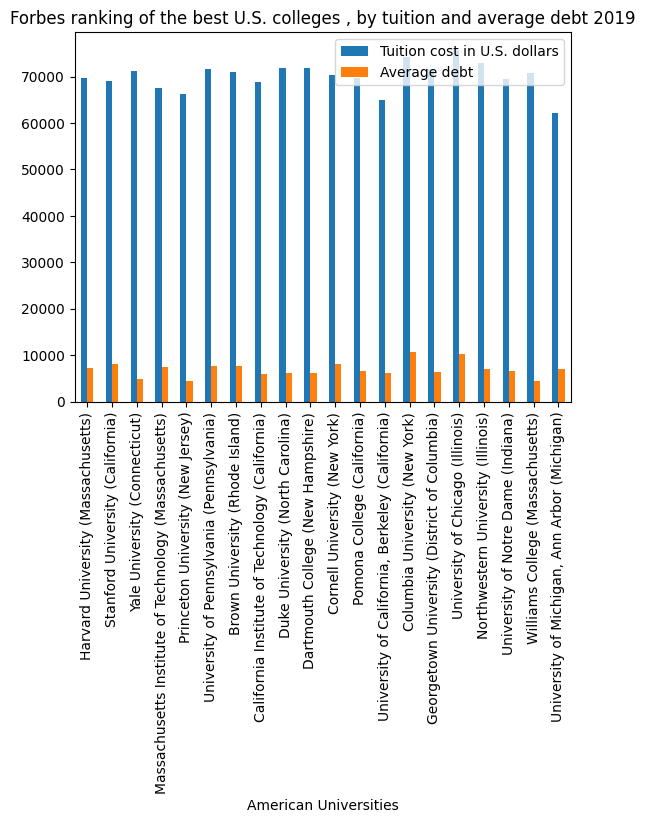 Forbes ranking of the best U.S. colleges , by tuition and average debt 2019
Tuition cost in U.S. dollars
Average debt
70000
60000
50000
40000
30000
20000
10000
0
Harvard University (Massachusetts)
Stanford University (California)
Yale University (Connecticut)
Massachusetts Institute of Technology (Massachusetts)
Princeton University (New Jersey)
University of Pennsylvania (Pennsylvania)
Brown University (Rhode Island)
California Institute of Technology (California)
Duke University (North Carolina)
Dartmouth College (New Hampshire)
Cornell University (New York)
Pomona College (California)
University of California, Berkeley (California)
Columbia University (New York)
Georgetown University (District of Columbia)
University of Chicago (Illinois)
Northwestern University (Illinois)
University of Notre Dame (Indiana)
Williams College (Massachusetts)
University of Michigan, Ann Arbor (Michigan)
American Universities